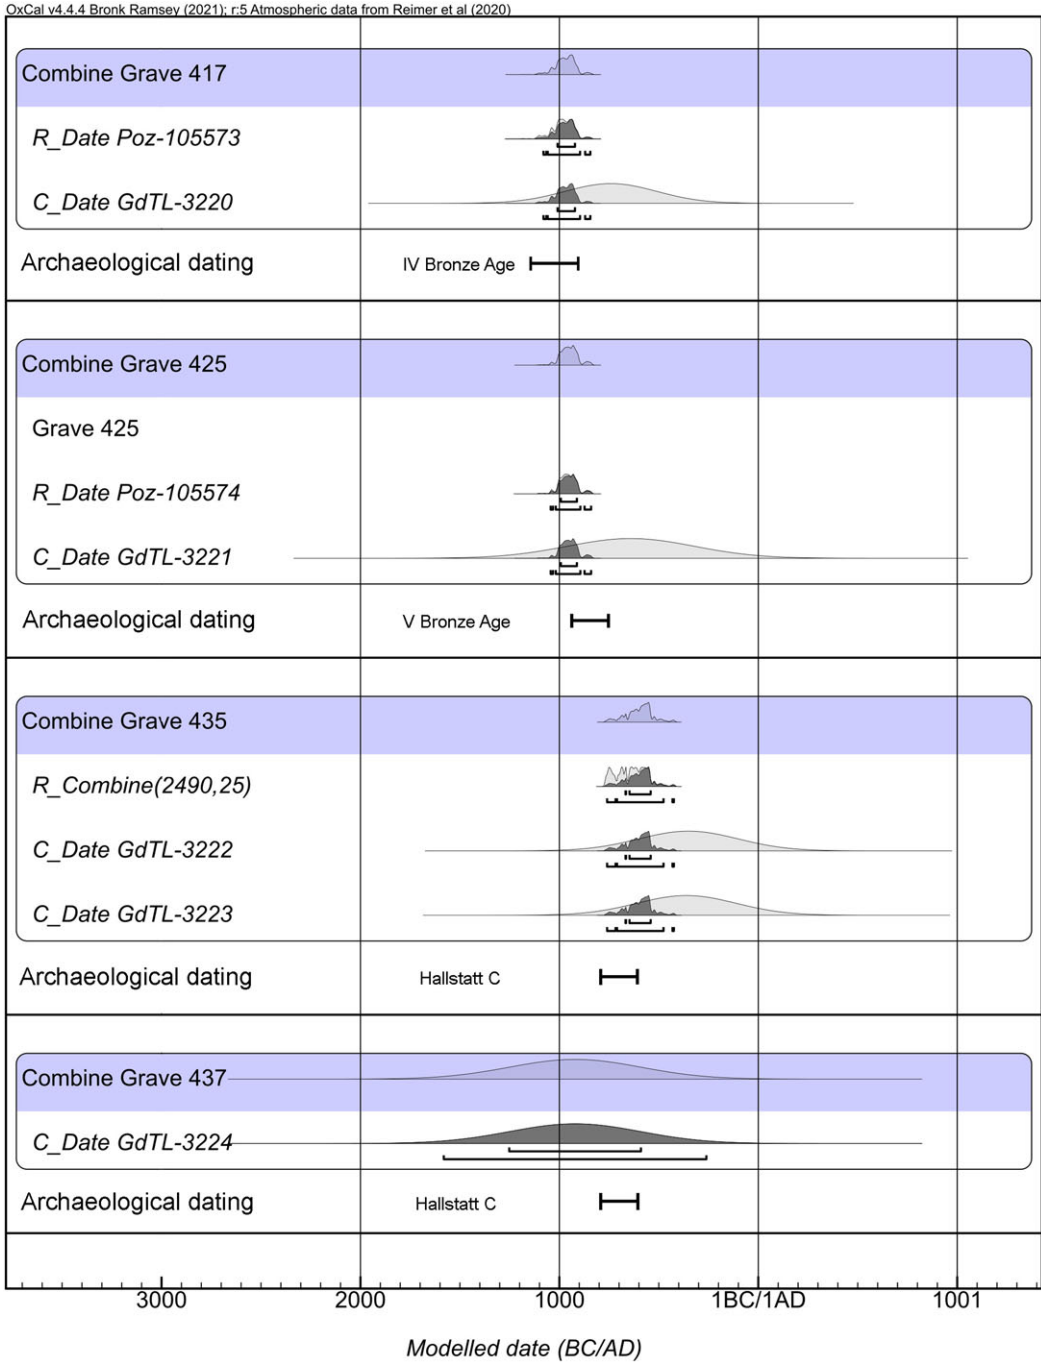 OxCal v4.4.4 Bronk Ramsey (2021); r:5 Atmospheric data from Reimer et al (2020)
Combine Grave 417
R_Date Poz-105573
C_Date GdTL-3220
Archaeological dating IV Bronze Age
Combine Grave 425
Grave 425
R_Date Poz-105574
C_Date GdTL-3221
Archaeological dating V Bronze Age
Combine Grave 435
R_Combine(2490,25)
C_Date GdTL-3222
C_Date GdTL-3223
Archaeological dating Hallstatt C
Combine Grave 437
C_Date GdTL-3224
Archaeological dating Hallstatt C
3000 2000 1000 1BC/1AD 1001
Modelled date (BC/AD)